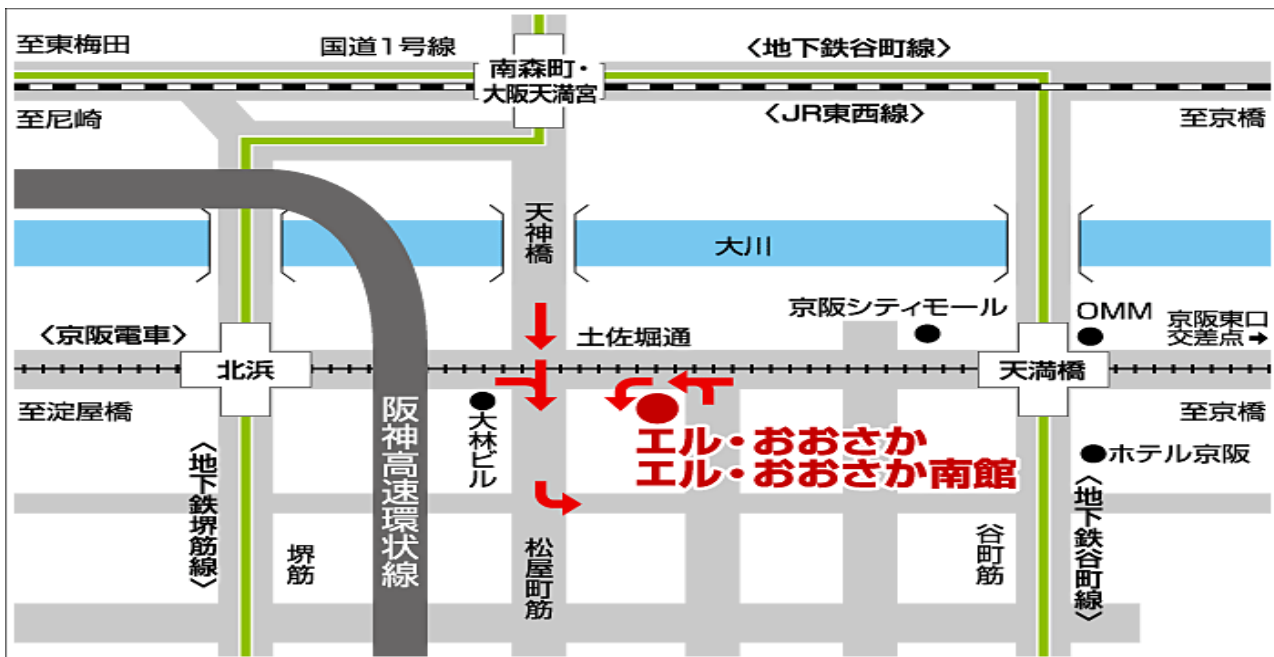 至東梅田
国道1号線
〈地下鉄谷町線〉
南森町・
大阪天満宮
至尼崎
〈JR東西線〉
至京橋
天神橋
大川
京阪シティモール
OMM
京阪東口
交差点→
〈京阪電車〉
土佐堀通
北浜
天満橋
至淀屋橋
至京橋
大林ビル
阪神高速環状線
エル・おおさか
エル・おおさか南館
ホテル京阪
〈地下鉄堺筋線〉
堺筋
松屋町筋
谷町筋
〈地下鉄谷町線〉